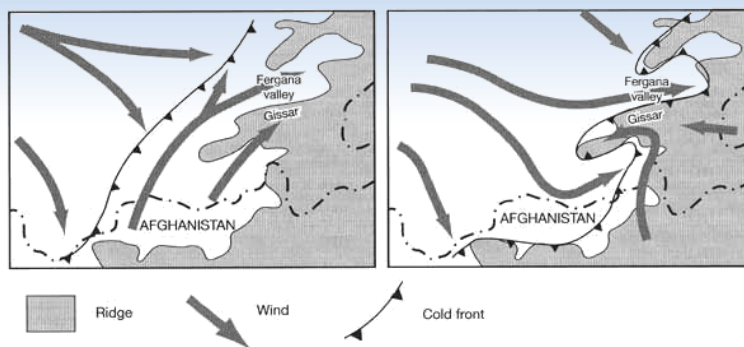 Fergana
valley
Gissar
AFGHANISTAN
Fergana
valley
Gissar
AFGHANISTAN
Ridge
Wind
Cold front